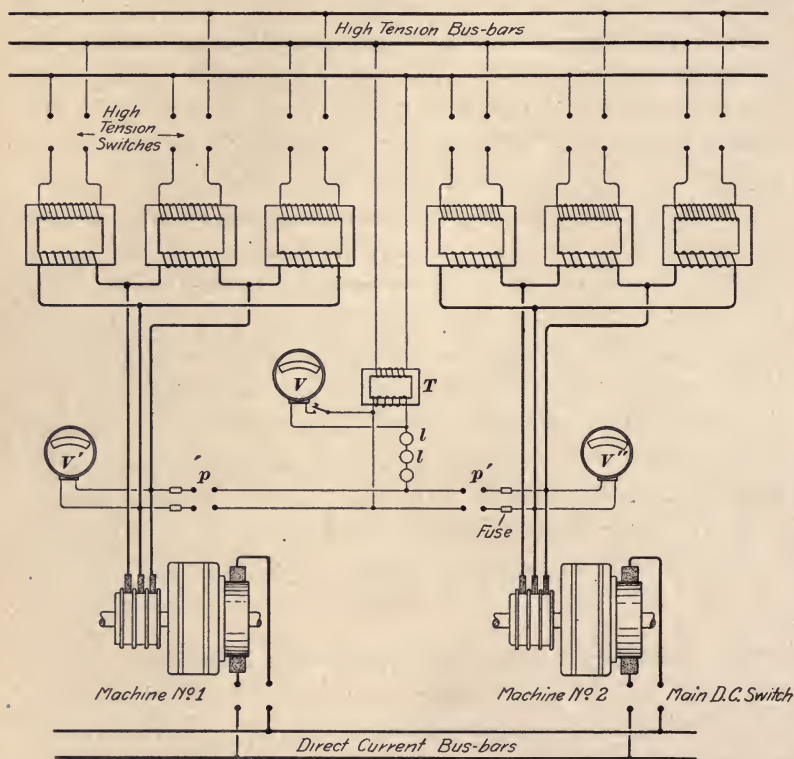 High Tension Bus-bars
High
Tension
Switches
V
T
l
l
V'
'p
p'
V"
Fuse
Machine Nº 1
Machine Nº 2
Main D.C. Switch
Direct Current Bus-bars